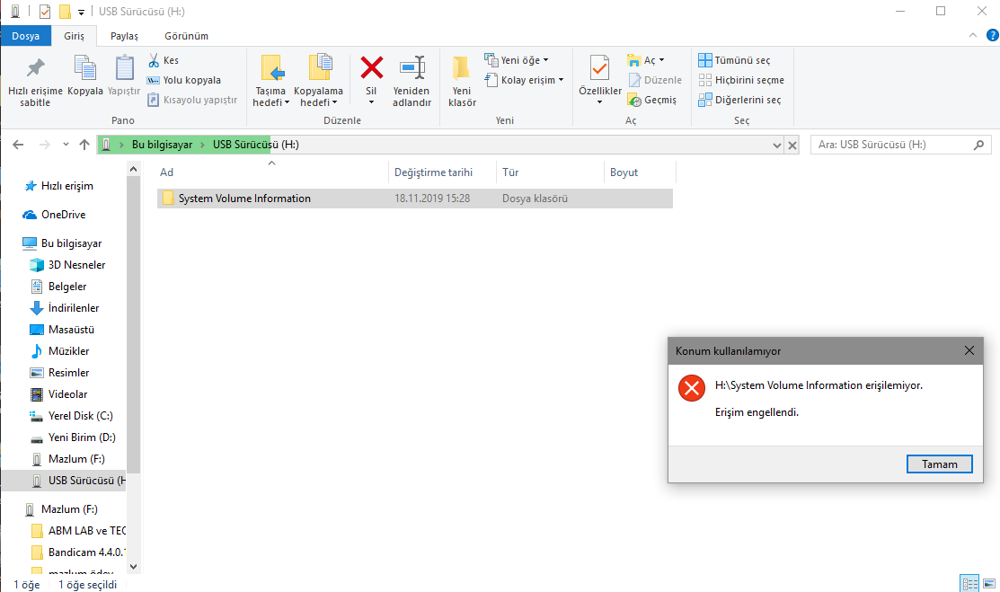 USB Sürücüsü (H:)
Dosya Giriş Paylaş Görünüm
Hızlı erişime sabitle
Kopyala
Yapıştır
Kes
Yolu kopyala
Kısayolu yapıştır
Pano
Taşıma hedefi
Kopyalama hedefi
Sil
Yeniden adlandır
Düzenle
Yeni klasör
Yeni öğe
Kolay erişim
Yeni
Özellikler
Aç
Düzenle
Geçmiş
Aç
Tümünü seç
Hiçbirini seçme
Diğerlerini seç
Seç
Bu bilgisayar USB Sürücüsü (H:)
Ara: USB Sürücüsü (H:)
Ad Değiştirme tarihi Tür Boyut
System Volume Information 18.11.2019 15:28 Dosya klasörü
Hızlı erişim
OneDrive
Bu bilgisayar
3D Nesneler
Belgeler
İndirilenler
Masaüstü
Müzikler
Resimler
Videolar
Yerel Disk (C:)
Yeni Birim (D:)
Mazlum (F:)
USB Sürücüsü (H
Mazlum (F:)
ABM LAB ve TEC
Bandicam 4.4.0.1
mazlum ödev
Konum kullanılamıyor
H:\System Volume Information erişilemiyor.
Erişim engellendi.
Tamam
1 öğe 1 öğe seçildi